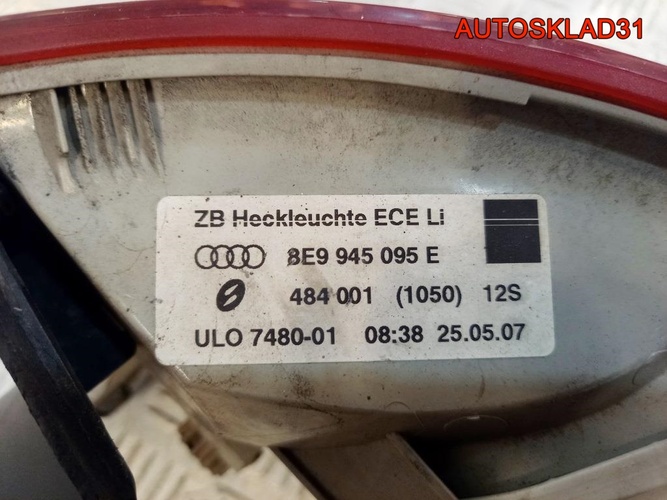 AUTOSKLAD31
ZB Heckleuchte ECE Li
8E9 945 095 E
484 001 (1050) 12S
ULO 7480-01 08:38 25.05.07